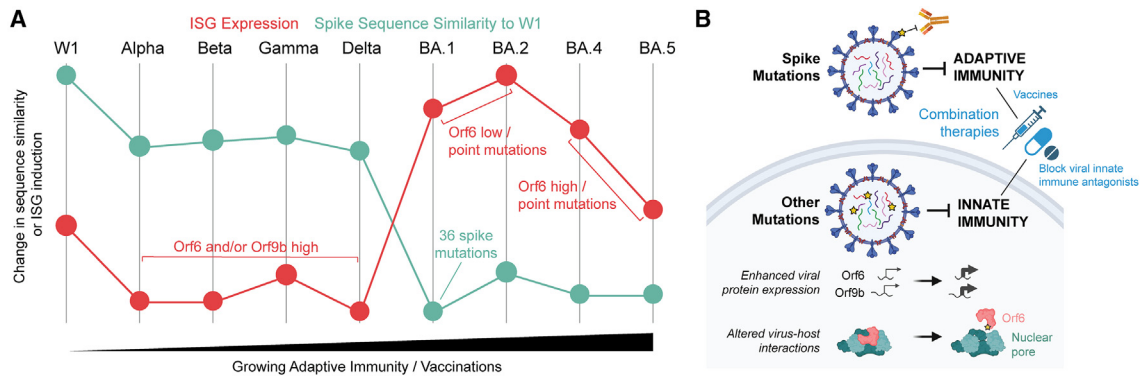 A
ISG Expression Spike Sequence Similarity to W1
W1 Alpha Beta Gamma Delta BA.1 BA.2 BA.4 BA.5
Change in sequence similarity
or ISG induction
Orf6 low /
point mutations
Orf6 high /
point mutations
Orf6 and/or Orf9b high
36 spike
mutations
Growing Adaptive Immunity / Vaccinations
B
Spike
Mutations
ADAPTIVE
IMMUNITY
Vaccines
Combination
therapies
Block viral innate
immune antagonists
Other
Mutations
INNATE
IMMUNITY
Enhanced viral
protein expression
Orf6
Orf9b
Altered virus-host
interactions
Orf6
Nuclear
pore